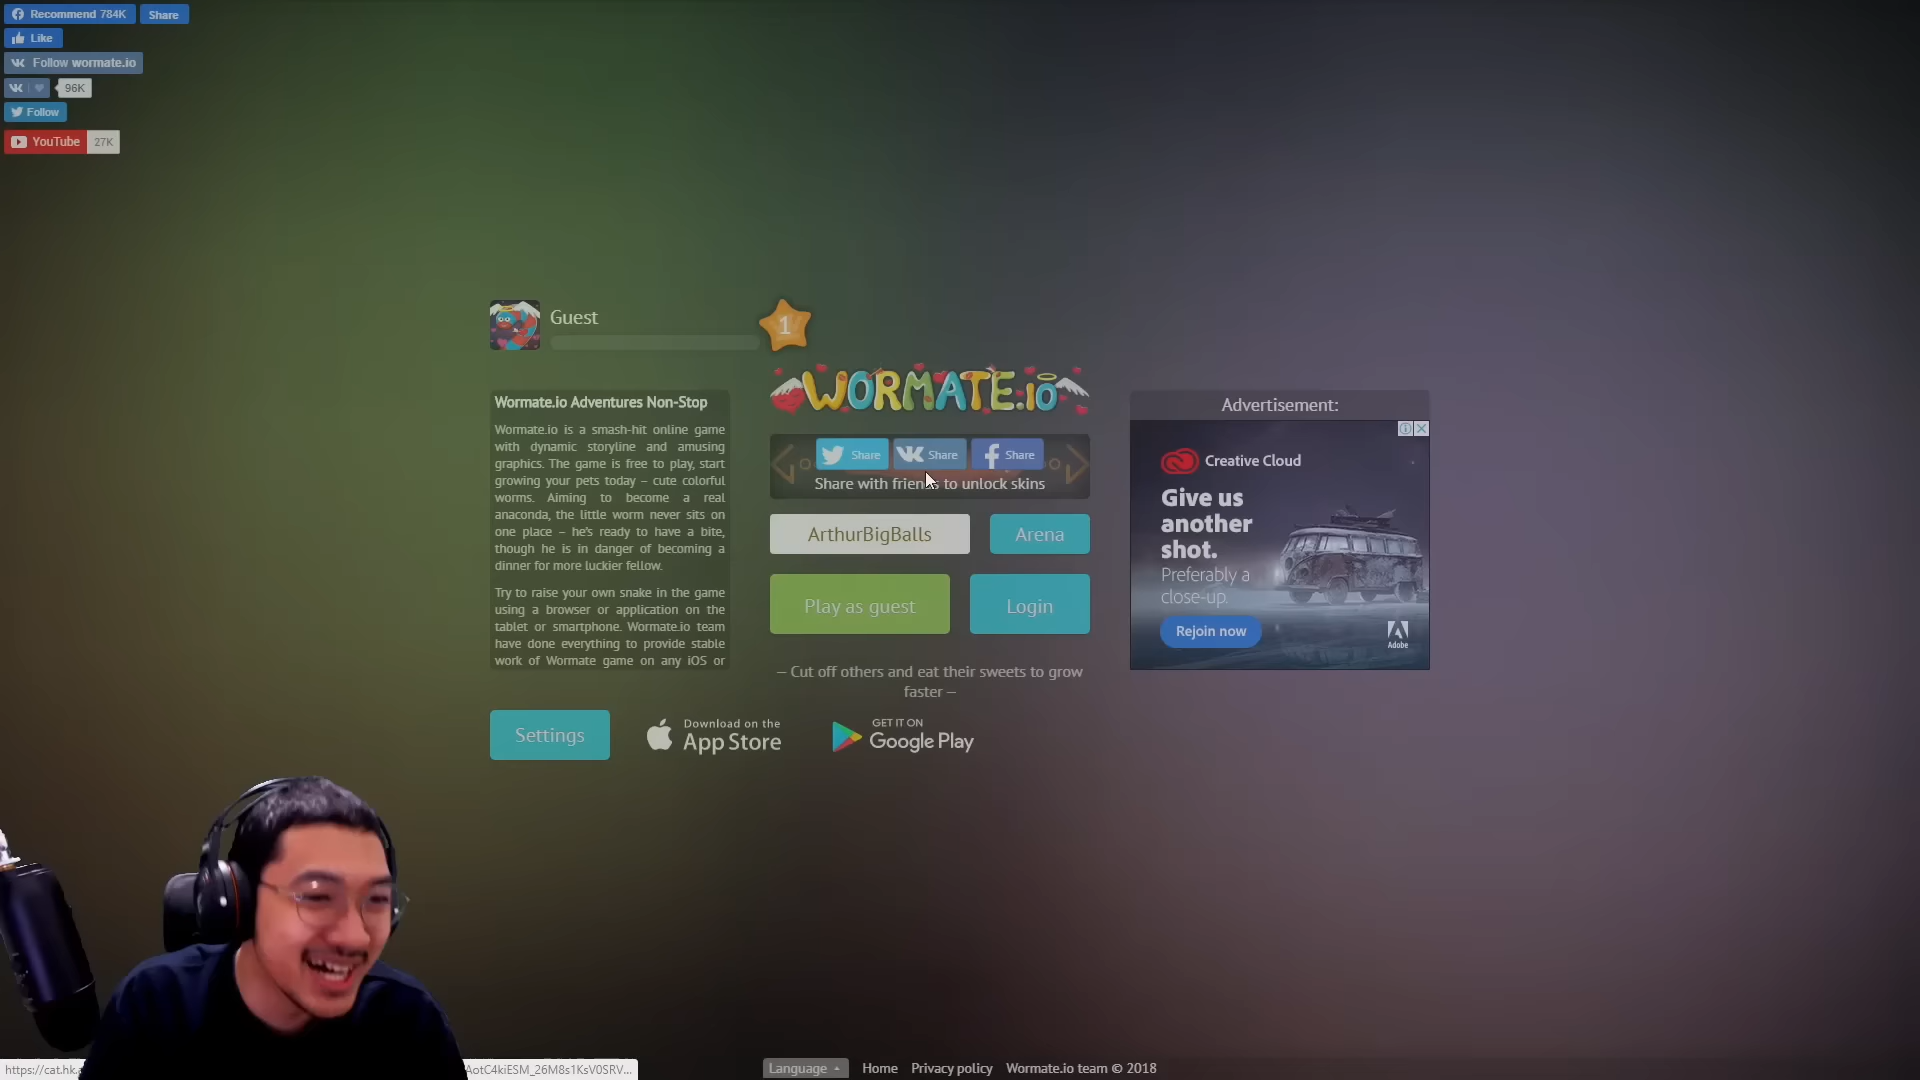 Recommend 784K
Share
Like
Follow wormate.io
96K
Follow
YouTube 27K
Guest
1
WORMATE.io
Wormate.io Adventures Non-Stop
Wormate.io is a smash-hit online game
with dynamic storyline and amusing
graphics. The game is free to play, start
growing your pets today – cute colorful
worms. Aiming to become a real
anaconda, the little worm never sits on
one place – he's ready to have a bite,
though he is in danger of becoming a
dinner for more luckier fellow.
Try to raise your own snake in the game
using a browser or application on the
tablet or smartphone. Wormate.io team
have done everything to provide stable
work of Wormate game on any iOS or
Share
Share
Share
Share with friends to unlock skins
ArthurBigBalls
Arena
Play as guest
Login
— Cut off others and eat their sweets to grow
faster —
Settings
Download on the
App Store
GET IT ON
Google Play
Advertisement:
Creative Cloud
Give us
another
shot.
Preferably a
close-up.
Rejoin now
Adobe
https://cat.hk.
AotC4kiESM_26M8s1KsV0SRV...
Language
Home
Privacy policy
Wormate.io team © 2018